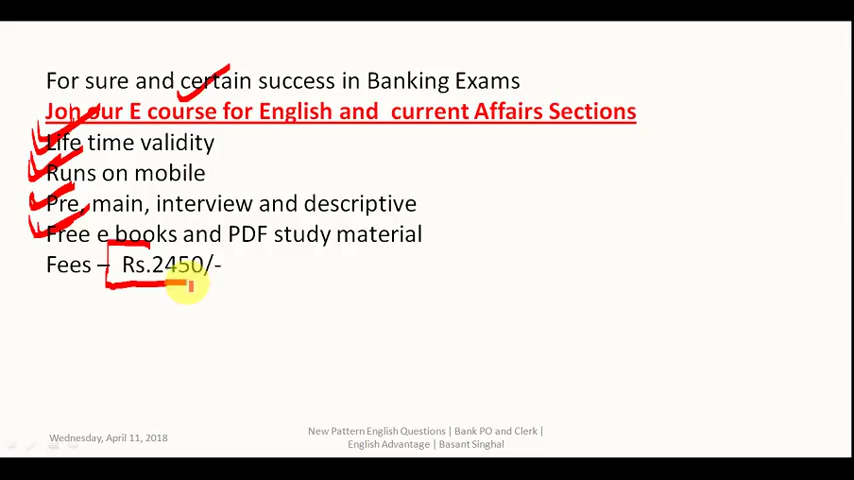 For sure and certain success in Banking Exams
Jon our E course for English and  current Affairs Sections
Life time validity
Runs on mobile
Pre, main, interview and descriptive
Free e books and PDF study material
Fees –  Rs.2450/-
Wednesday, April 11, 2018
New Pattern English Questions | Bank PO and Clerk |
English Advantage | Basant Singhal